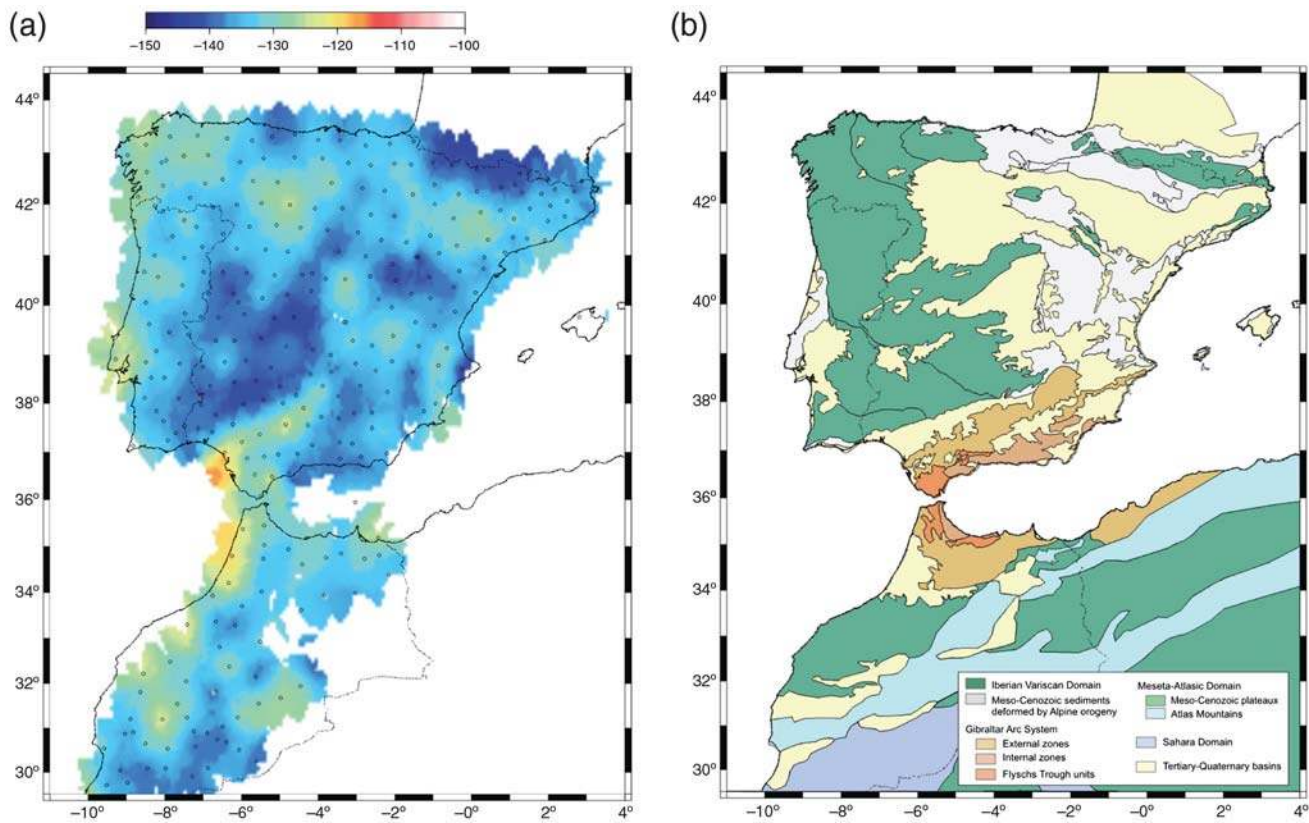 (a)
−150 −140 −130 −120 −110 −100
44°
42°
40°
38°
36°
34°
32°
30°
−10° −8° −6° −4° −2° −0° 2° 4°
(b)
44°
42°
40°
38°
36°
34°
32°
30°
−10° −8° −6° −4° −2° −0° 2° 4°
Iberian Variscan Domain
Meso-Cenozoic sediments
deformed by Alpine orogeny
Gibraltar Arc System
External zones
Internal zones
Flyschs Trough units
Meseta-Atlasic Domain
Meso-Cenozoic plateaus
Atlas Mountains
Sahara Domain
Tertiary-Quaternary basins